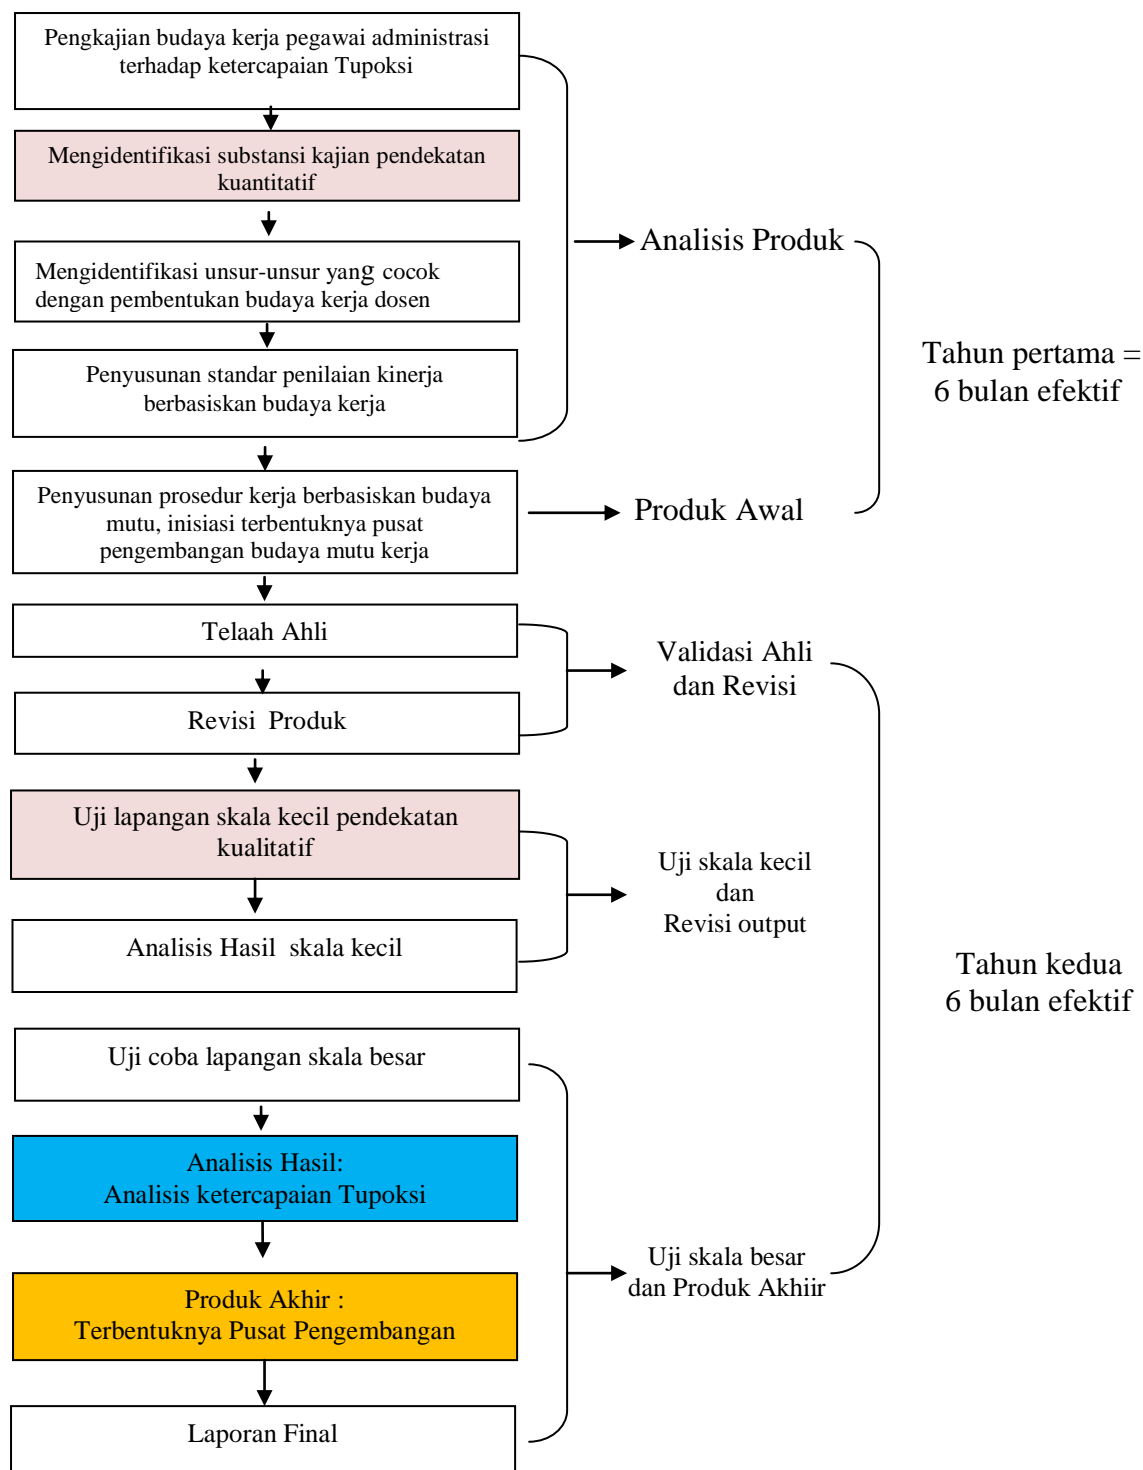 Pengkajian budaya kerja pegawai administrasi
terhadap ketercapaian Tupoksi
Mengidentifikasi substansi kajian pendekatan
kuantitatif
Mengidentifikasi unsur-unsur yang cocok
dengan pembentukan budaya kerja dosen
Penyusunan standar penilaian kinerja
berbasiskan budaya kerja
Analisis Produk
Penyusunan prosedur kerja berbasiskan budaya
mutu, inisiasi terbentuknya pusat
pengembangan budaya mutu kerja
Produk Awal
Tahun pertama =
6 bulan efektif
Telaah Ahli
Revisi Produk
Validasi Ahli
dan Revisi
Uji lapangan skala kecil pendekatan
kualitatif
Analisis Hasil skala kecil
Uji skala kecil
dan
Revisi output
Uji coba lapangan skala besar
Analisis Hasil:
Analisis ketercapaian Tupoksi
Produk Akhir :
Terbentuknya Pusat Pengembangan
Laporan Final
Uji skala besar
dan Produk Akhiir
Tahun kedua
6 bulan efektif